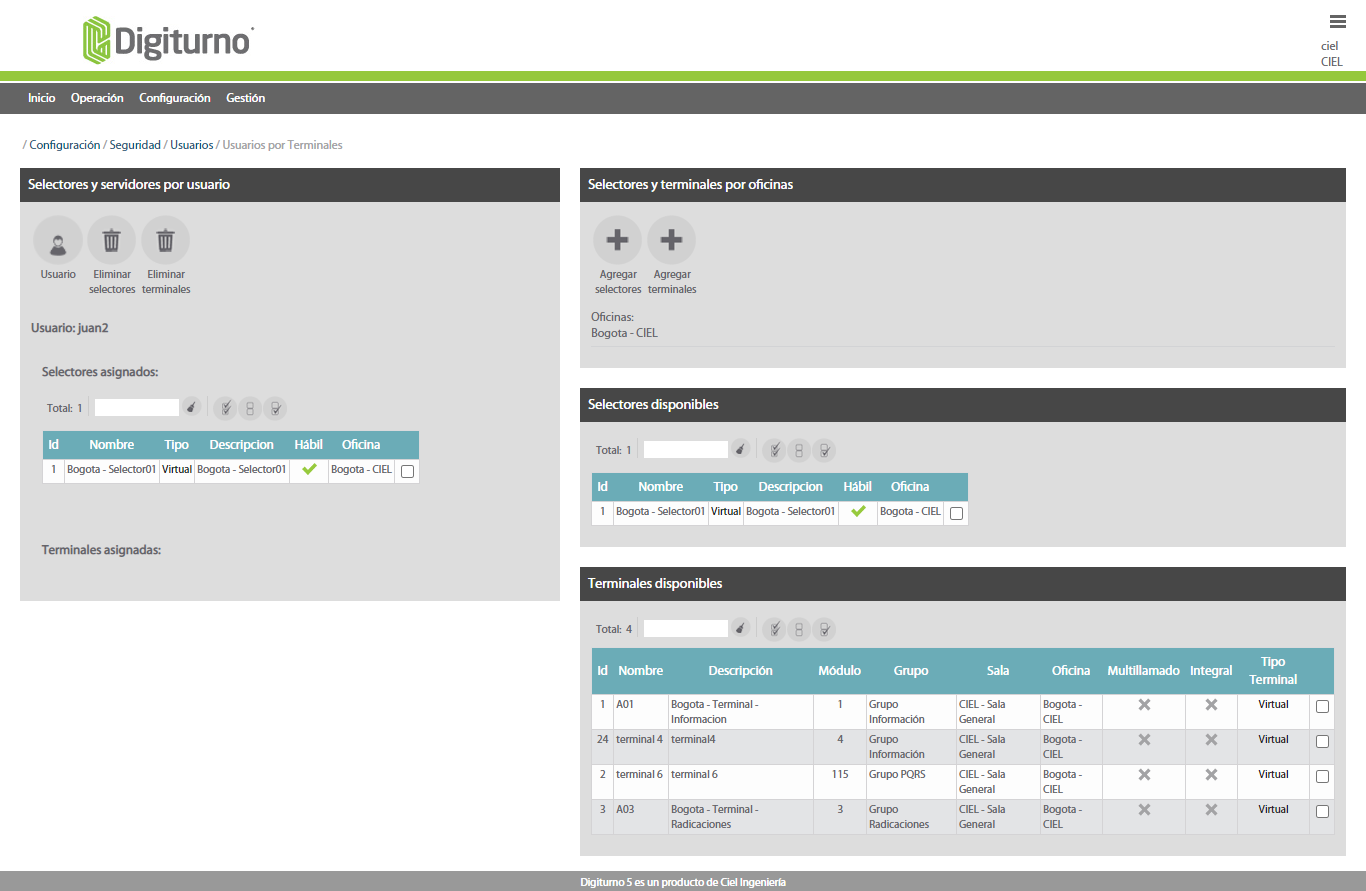 Digiturno
ciel
CIEL
Inicio Operación Configuración Gestión
/ Configuración / Seguridad / Usuarios / Usuarios por Terminales
Selectores y servidores por usuario
Usuario
Eliminar selectores
Eliminar terminales
Usuario: juan2
Selectores asignados:
Total: 1
Id Nombre Tipo Descripcion Hábil Oficina
1 Bogota - Selector01 Virtual Bogota - Selector01 Bogota - CIEL
Terminales asignadas:
Selectores y terminales por oficinas
Agregar selectores
Agregar terminales
Oficinas:
Bogota - CIEL
Selectores disponibles
Total: 1
Id Nombre Tipo Descripcion Hábil Oficina
1 Bogota - Selector01 Virtual Bogota - Selector01 Bogota - CIEL
Terminales disponibles
Total: 4
Id Nombre Descripción Módulo Grupo Sala Oficina Multillamado Integral Tipo Terminal
1 A01 Bogota - Terminal - Informacion 1 Grupo Información CIEL - Sala General Bogota - CIEL Virtual
24 terminal 4 terminal4 4 Grupo Información CIEL - Sala General Bogota - CIEL Virtual
2 terminal 6 terminal 6 115 Grupo PQRS CIEL - Sala General Bogota - CIEL Virtual
3 A03 Bogota - Terminal - Radicaciones 3 Grupo Radicaciones CIEL - Sala General Bogota - CIEL Virtual
Digiturno 5 es un producto de Ciel Ingeniería